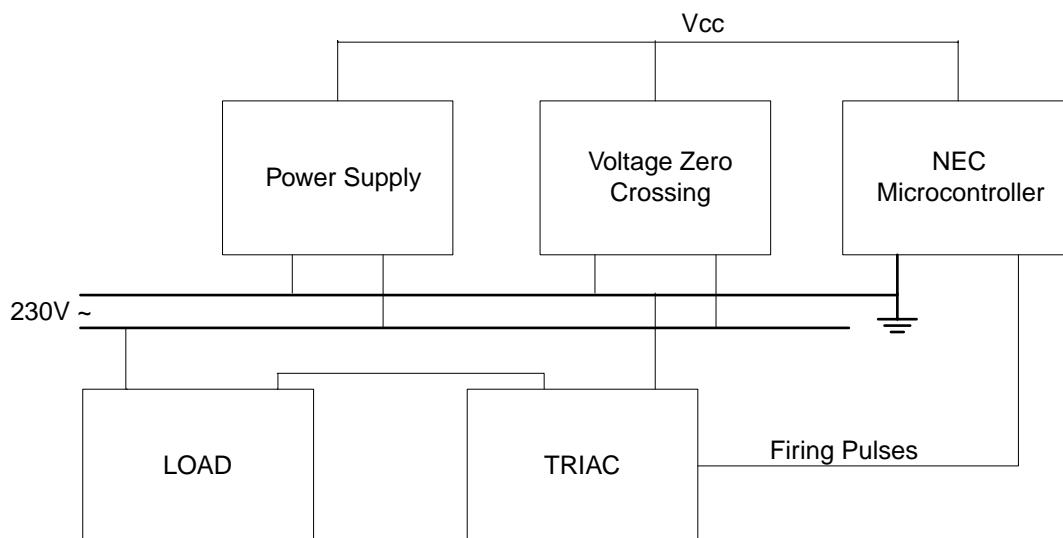 Vcc
Power Supply
Voltage Zero
Crossing
NEC
Microcontroller
230V ~
LOAD
TRIAC
Firing Pulses